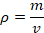 ρ = m/v